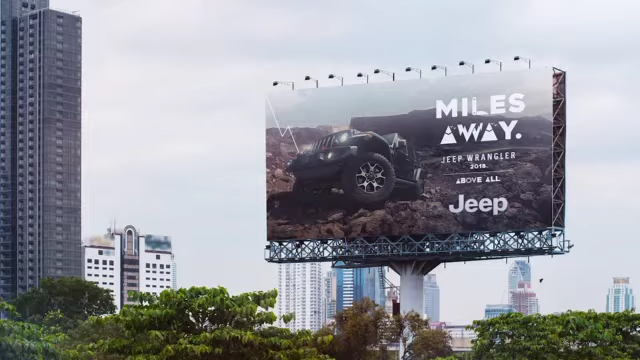 MILES
AWAY.
JEEP WRANGLER
2018.
ABOVE ALL
Jeep